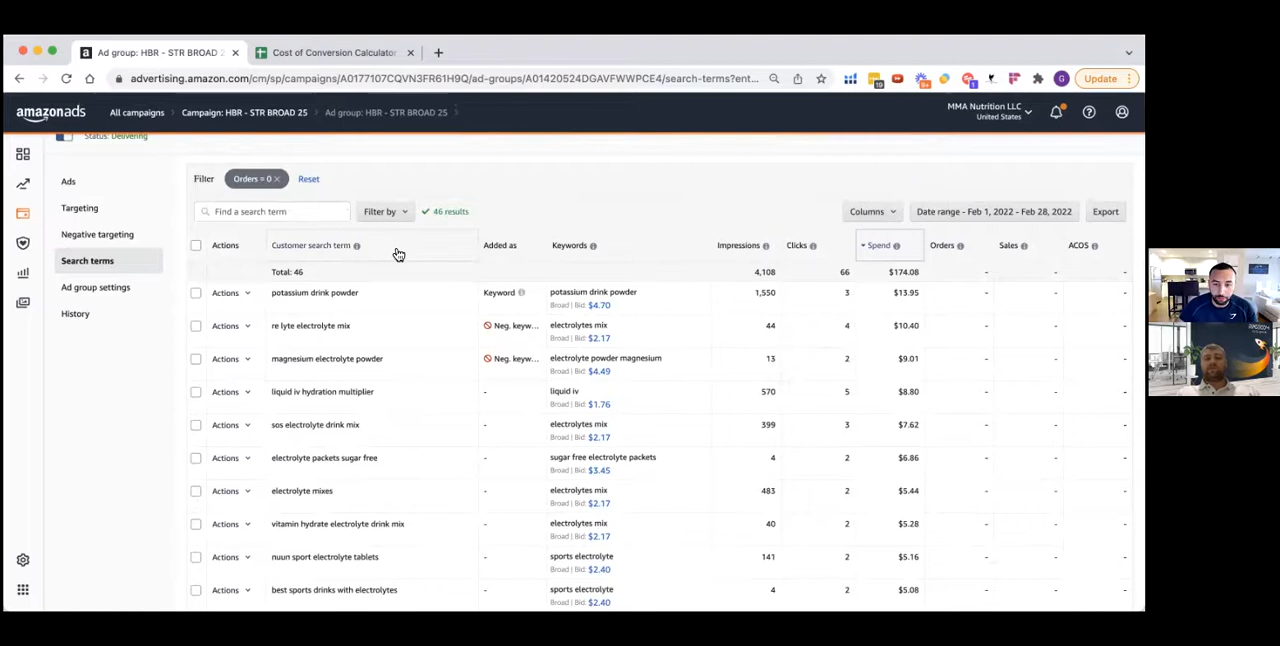 Ad group: HBR - STR BROAD 2
Cost of Conversion Calculator
advertising.amazon.com/cm/sp/campaigns/A0177107CQVN3FR61H9Q/ad-groups/A01420524DGAVFWWPCE4/search-terms?ent...
19
9+
1
G
Update
amazonads
All campaigns
Campaign: HBR - STR BROAD 25
Ad group: HBR - STR BROAD 25
MMA Nutrition LLC
United States
Status: Delivering
Ads
Targeting
Negative targeting
Search terms
Ad group settings
History
Filter Orders = 0 Reset
Find a search term Filter by 46 results Columns Date range - Feb 1, 2022 - Feb 28, 2022 Export
Actions Customer search term Added as Keywords Impressions Clicks Spend Orders Sales ACOS
Total: 46 4,108 66 $174.08 - - -
Actions potassium drink powder Keyword potassium drink powder 1,550 3 $13.95 - - -
Broad | Bid: $4.70
Actions re lyte electrolyte mix Neg. keyw... electrolytes mix 44 4 $10.40 - - -
Broad | Bid: $2.17
Actions magnesium electrolyte powder Neg. keyw... electrolyte powder magnesium 13 2 $9.01 - - -
Broad | Bid: $4.49
Actions liquid iv hydration multiplier - liquid iv 570 5 $8.80 - - -
Broad | Bid: $1.76
Actions sos electrolyte drink mix - electrolytes mix 399 3 $7.62 - - -
Broad | Bid: $2.17
Actions electrolyte packets sugar free - sugar free electrolyte packets 4 2 $6.86 - - -
Broad | Bid: $3.45
Actions electrolyte mixes - electrolytes mix 483 2 $5.44 - - -
Broad | Bid: $2.17
Actions vitamin hydrate electrolyte drink mix - electrolytes mix 40 2 $5.28 - - -
Broad | Bid: $2.17
Actions nuun sport electrolyte tablets - sports electrolyte 141 2 $5.16 - - -
Broad | Bid: $2.40
Actions best sports drinks with electrolytes - sports electrolyte 4 2 $5.08 - - -
Broad | Bid: $2.40